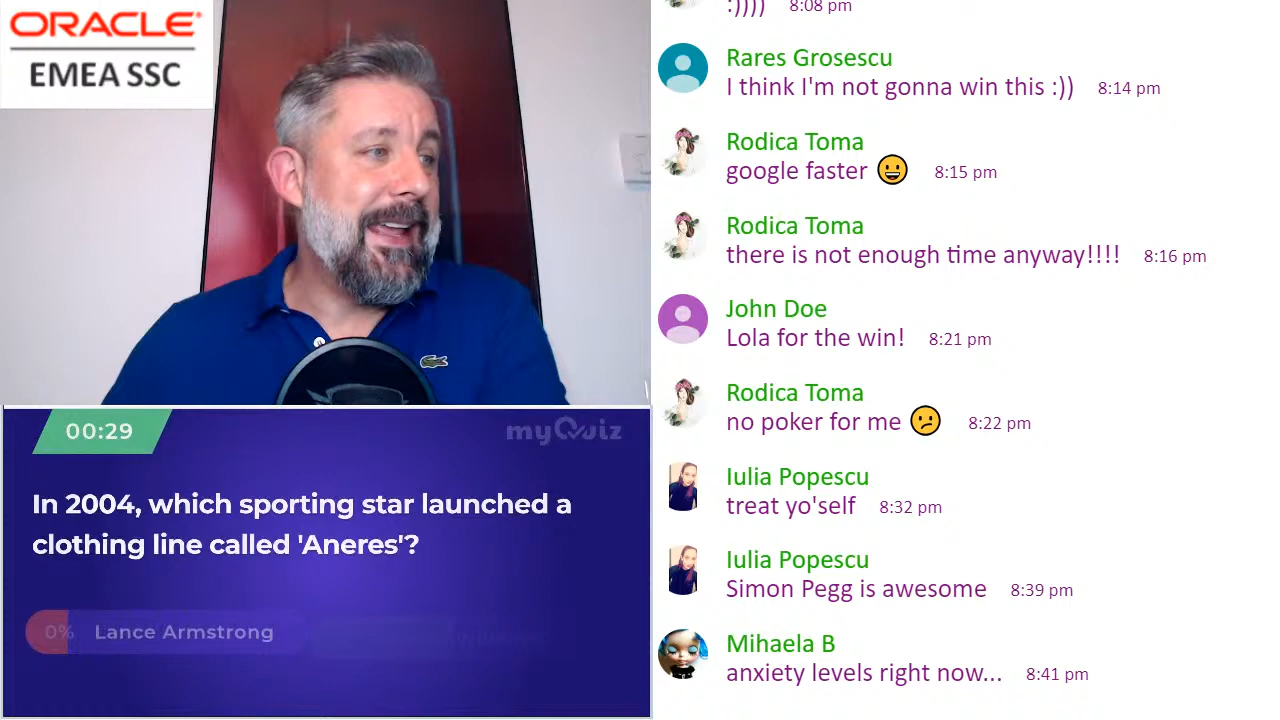 ORACLE®
EMEA SSC
00:29
myQuiz
In 2004, which sporting star launched a
clothing line called 'Aneres'?
0% Lance Armstrong
:)))) 8:08 pm
Rares Grosescu
I think I'm not gonna win this :)) 8:14 pm
Rodica Toma
google faster 😀 8:15 pm
Rodica Toma
there is not enough time anyway!!!! 8:16 pm
John Doe
Lola for the win! 8:21 pm
Rodica Toma
no poker for me 😕 8:22 pm
Iulia Popescu
treat yo'self 8:32 pm
Iulia Popescu
Simon Pegg is awesome 8:39 pm
Mihaela B
anxiety levels right now... 8:41 pm